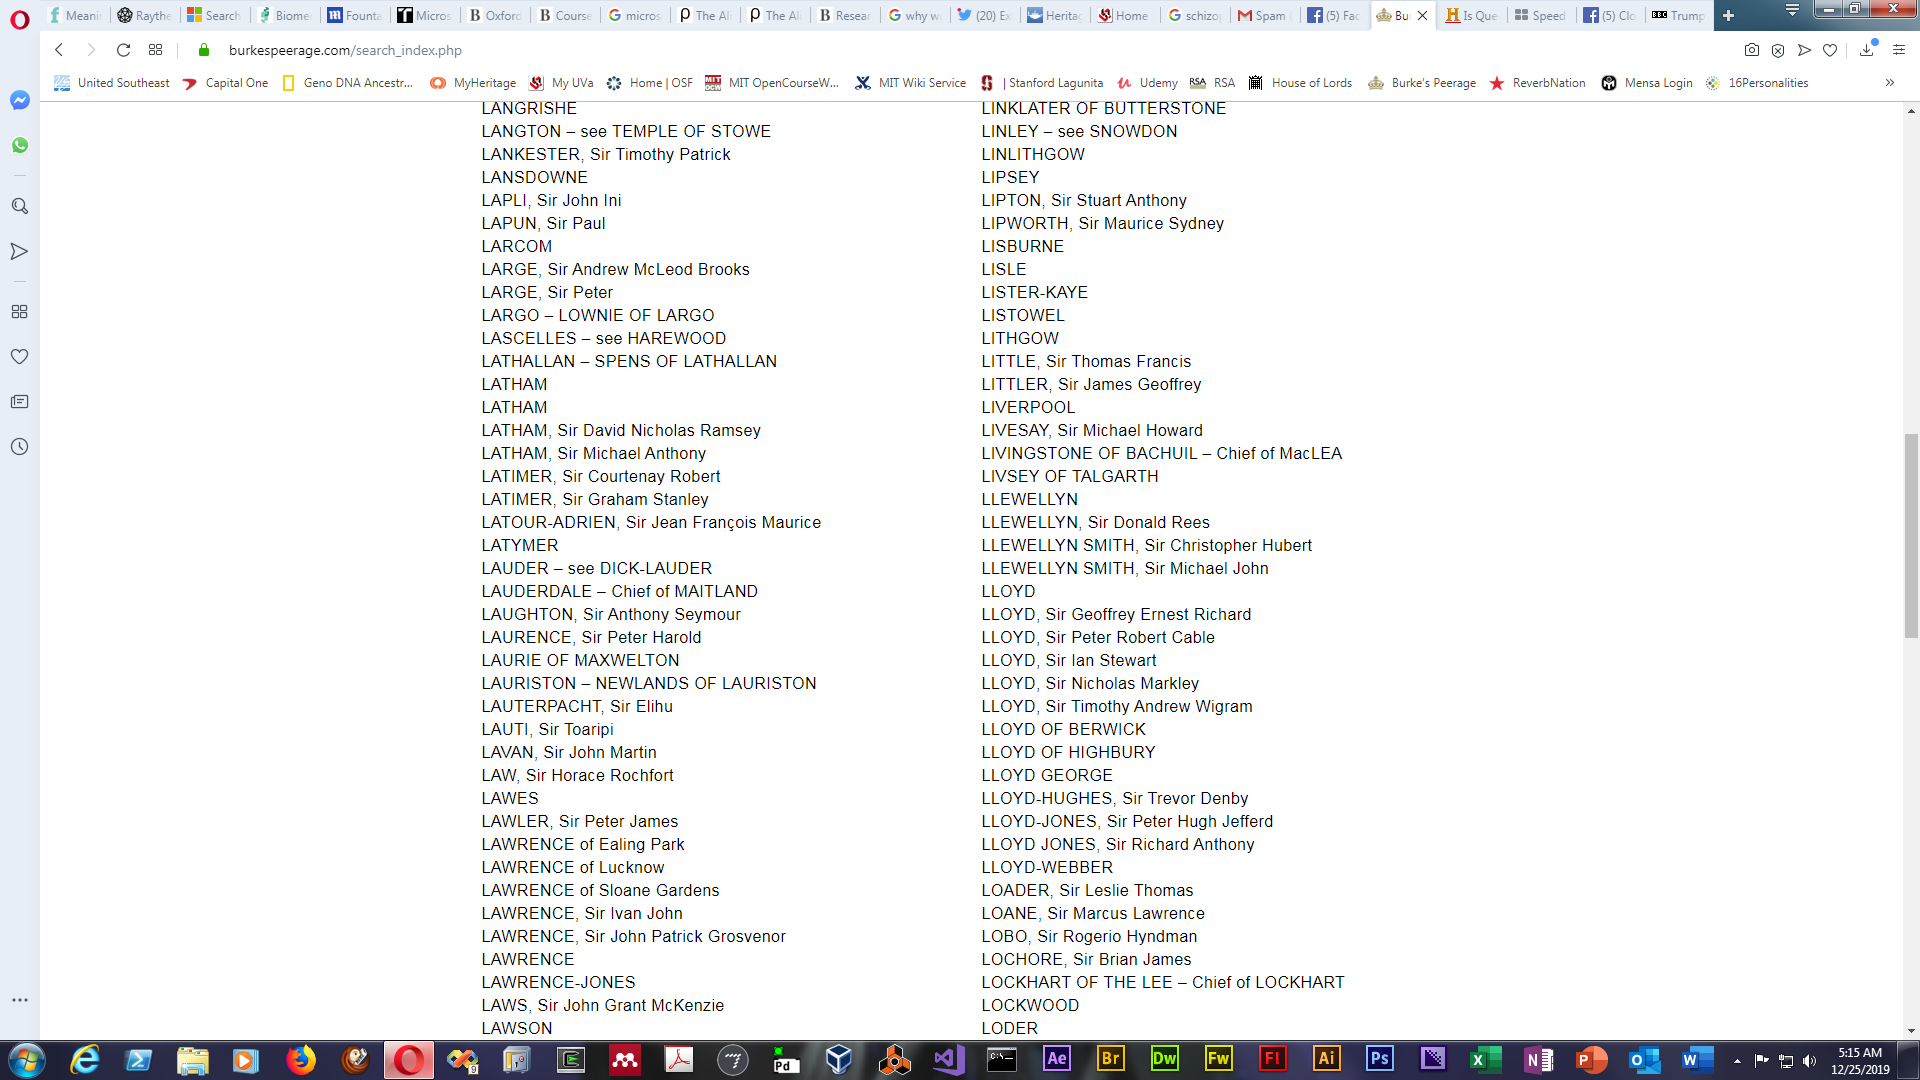 Meanin
Raythe
Search
Biome
Founta
Micros
Oxford
Course
micros
The Ali
The Ali
Resear
why w
(20) Ex
Heritag
Home
schizop
Spam
(5) Fac
Bu
Is Que
Speed
(5) Clo
Trump
burkespeerage.com/search_index.php
United Southeast
Capital One
Geno DNA Ancestr...
MyHeritage
My UVa
Home | OSF
MIT OpenCourseW...
MIT Wiki Service
| Stanford Lagunita
Udemy
RSA RSA
House of Lords
Burke's Peerage
ReverbNation
Mensa Login
16Personalities
LANGRISHE
LANGTON – see TEMPLE OF STOWE
LANKESTER, Sir Timothy Patrick
LANSDOWNE
LAPLI, Sir John Ini
LAPUN, Sir Paul
LARCOM
LARGE, Sir Andrew McLeod Brooks
LARGE, Sir Peter
LARGO – LOWNIE OF LARGO
LASCELLES – see HAREWOOD
LATHALLAN – SPENS OF LATHALLAN
LATHAM
LATHAM
LATHAM, Sir David Nicholas Ramsey
LATHAM, Sir Michael Anthony
LATIMER, Sir Courtenay Robert
LATIMER, Sir Graham Stanley
LATOUR-ADRIEN, Sir Jean François Maurice
LATYMER
LAUDER – see DICK-LAUDER
LAUDERDALE – Chief of MAITLAND
LAUGHTON, Sir Anthony Seymour
LAURENCE, Sir Peter Harold
LAURIE OF MAXWELTON
LAURISTON – NEWLANDS OF LAURISTON
LAUTERPACHT, Sir Elihu
LAUTI, Sir Toaripi
LAVAN, Sir John Martin
LAW, Sir Horace Rochfort
LAWES
LAWLER, Sir Peter James
LAWRENCE of Ealing Park
LAWRENCE of Lucknow
LAWRENCE of Sloane Gardens
LAWRENCE, Sir Ivan John
LAWRENCE, Sir John Patrick Grosvenor
LAWRENCE
LAWRENCE-JONES
LAWS, Sir John Grant McKenzie
LAWSON
LINKLATER OF BUTTERSTONE
LINLEY – see SNOWDON
LINLITHGOW
LIPSEY
LIPTON, Sir Stuart Anthony
LIPWORTH, Sir Maurice Sydney
LISBURNE
LISLE
LISTER-KAYE
LISTOWEL
LITHGOW
LITTLE, Sir Thomas Francis
LITTLER, Sir James Geoffrey
LIVERPOOL
LIVESAY, Sir Michael Howard
LIVINGSTONE OF BACHUIL – Chief of MacLEA
LIVSEY OF TALGARTH
LLEWELLYN
LLEWELLYN, Sir Donald Rees
LLEWELLYN SMITH, Sir Christopher Hubert
LLEWELLYN SMITH, Sir Michael John
LLOYD
LLOYD, Sir Geoffrey Ernest Richard
LLOYD, Sir Peter Robert Cable
LLOYD, Sir Ian Stewart
LLOYD, Sir Nicholas Markley
LLOYD, Sir Timothy Andrew Wigram
LLOYD OF BERWICK
LLOYD OF HIGHBURY
LLOYD GEORGE
LLOYD-HUGHES, Sir Trevor Denby
LLOYD-JONES, Sir Peter Hugh Jefferd
LLOYD JONES, Sir Richard Anthony
LLOYD-WEBBER
LOADER, Sir Leslie Thomas
LOANE, Sir Marcus Lawrence
LOBO, Sir Rogerio Hyndman
LOCHORE, Sir Brian James
LOCKHART OF THE LEE – Chief of LOCKHART
LOCKWOOD
LODER
9
Pd
Ae
Br
Dw
Fw
Fl
Ai
Ps
5:15 AM
12/25/2019